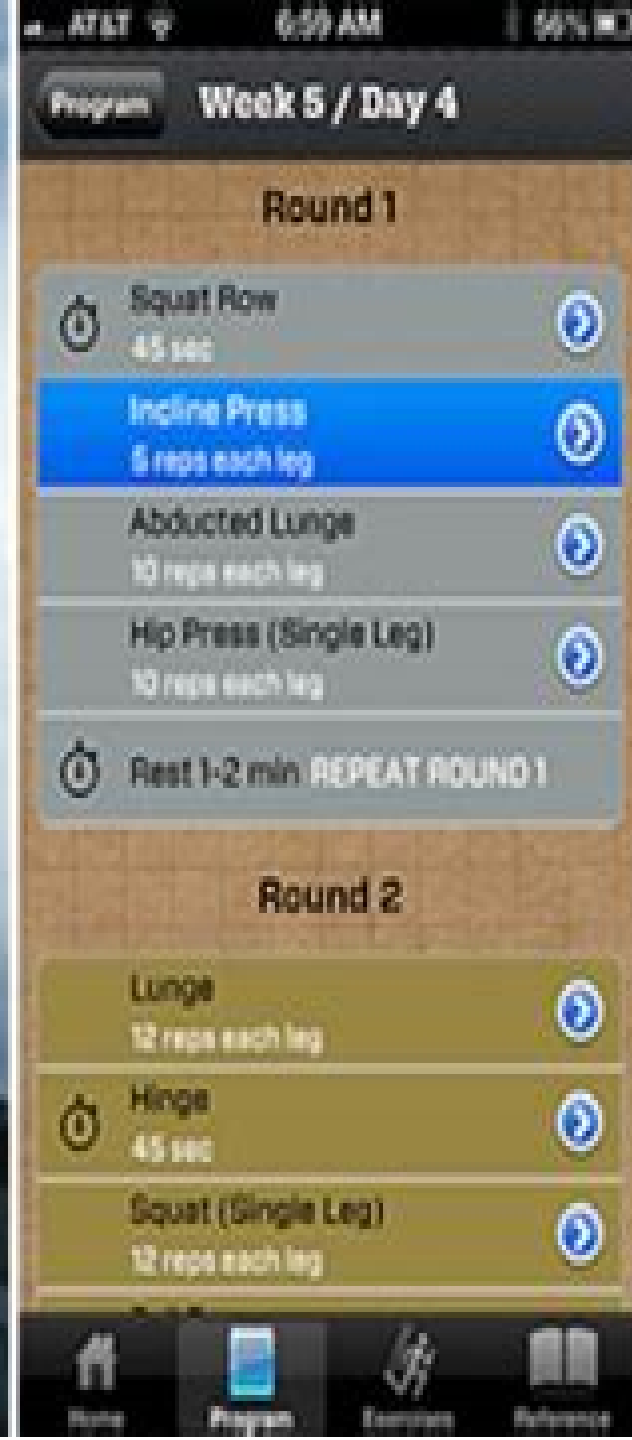 AT&T 6:59 AM 56%
Program Week 5 / Day 4
Round 1
Squat Row
45 sec
Incline Press
6 reps each leg
Abducted Lunge
10 reps each leg
Hip Press (Single Leg)
10 reps each leg
Rest 1-2 min REPEAT ROUND 1
Round 2
Lunge
12 reps each leg
Hinge
45 sec
Squat (Single Leg)
12 reps each leg
Home Program Exercises Reference